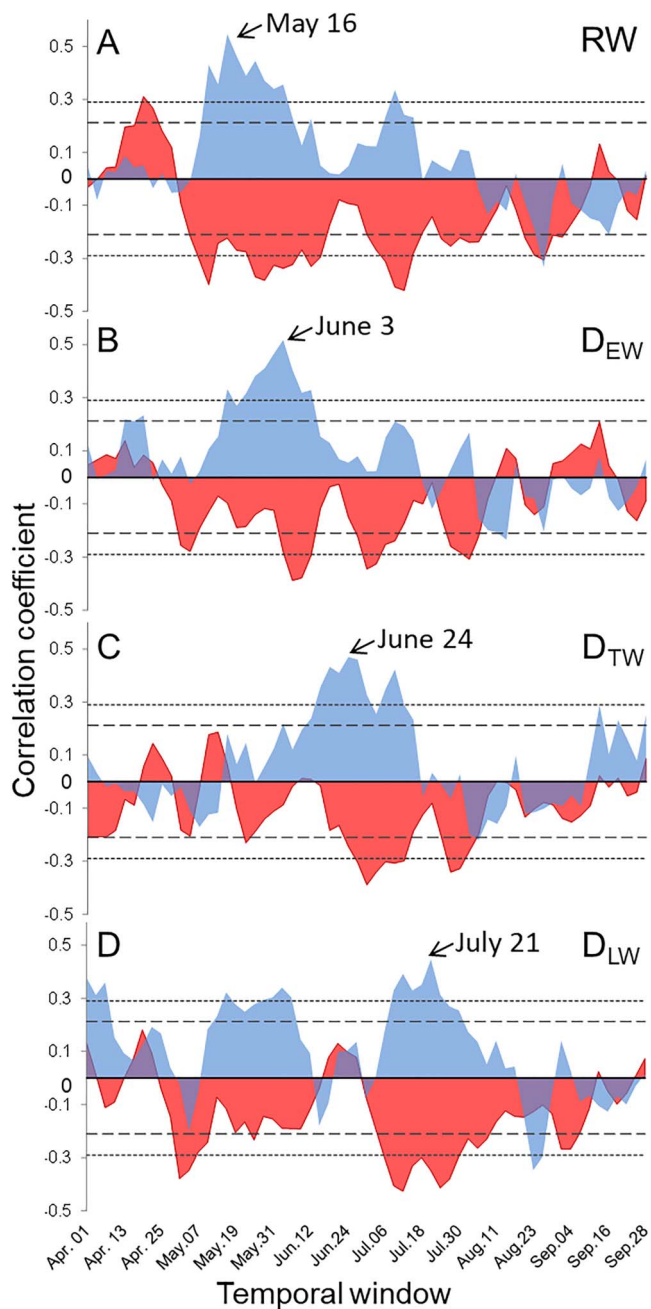 A
May 16
RW
0.5
0.3
0.1
0
-0.1
-0.3
-0.5
B
June 3
DEW
0.5
0.3
0.1
0
-0.1
-0.3
-0.5
C
June 24
DTW
0.5
0.3
0.1
0
-0.1
-0.3
-0.5
D
July 21
DLW
0.5
0.3
0.1
0
-0.1
-0.3
-0.5
Correlation coefficient
Apr. 01
Apr. 13
Apr. 25
May.07
May.19
May.31
Jun.12
Jun.24
Jul.06
Jul.18
Jul.30
Aug.11
Aug.23
Sep.04
Sep.16
Sep.28
Temporal window